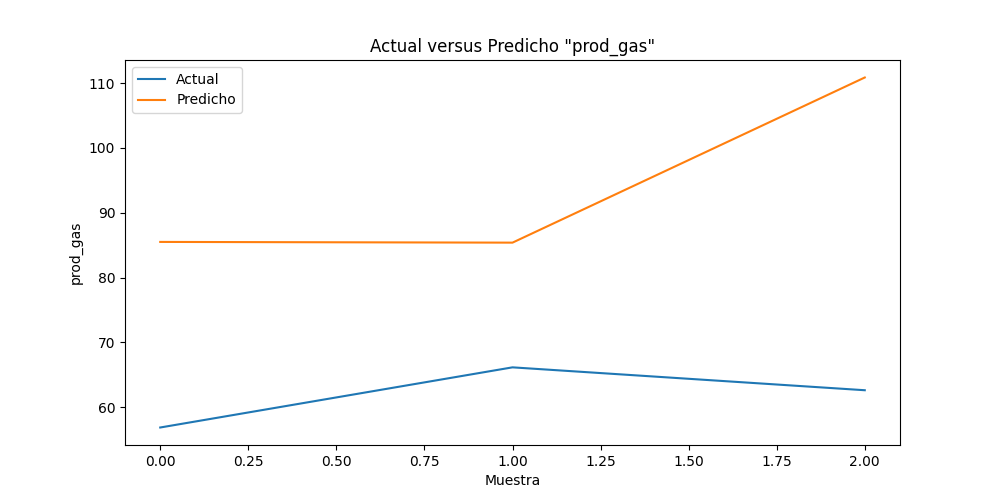 Actual versus Predicho "prod_gas"
Actual
Predicho
110
100
90
80
70
60
prod_gas
0.00 0.25 0.50 0.75 1.00 1.25 1.50 1.75 2.00
Muestra